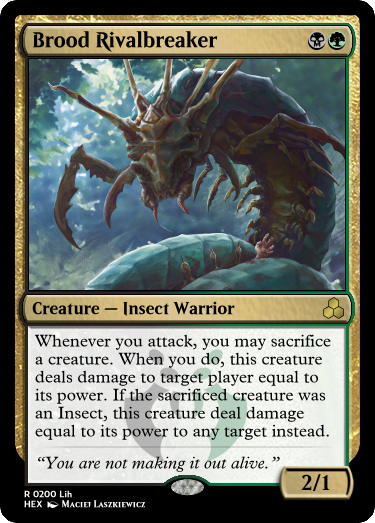 Brood Rivalbreaker
Creature — Insect Warrior
Whenever you attack, you may sacrifice
a creature. When you do, this creature
deals damage to target player equal to
its power. If the sacrificed creature was
an Insect, this creature deal damage
equal to its power to any target instead.
“You are not making it out alive.”
2/1
R 0200 Lih
HEX Maciej Laszkiewicz